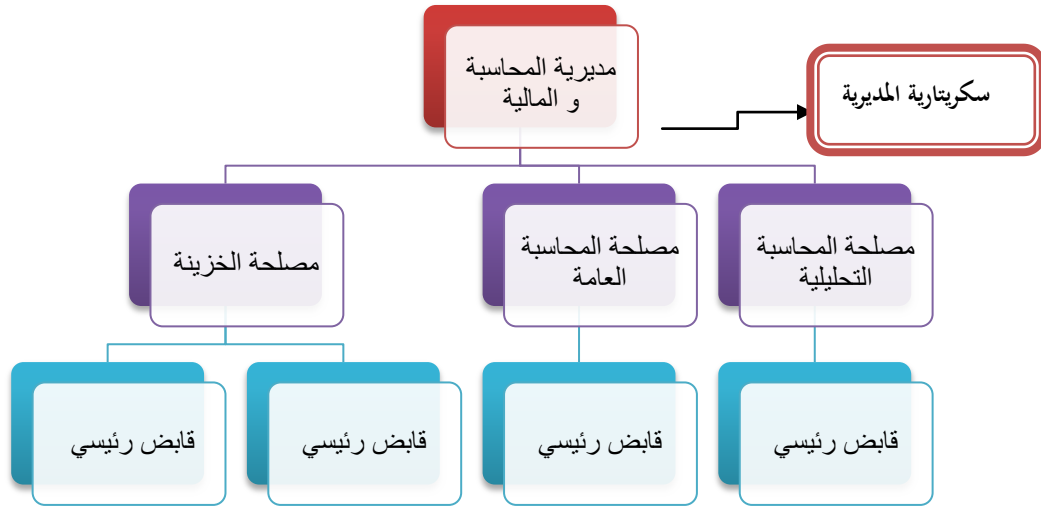 مديرية المحاسبة
و المالية
سكريتارية المديرية
مصلحة المحاسبة
التحليلية
مصلحة المحاسبة
العامة
مصلحة الخزينة
قابض رئيسي
قابض رئيسي
قابض رئيسي
قابض رئيسي